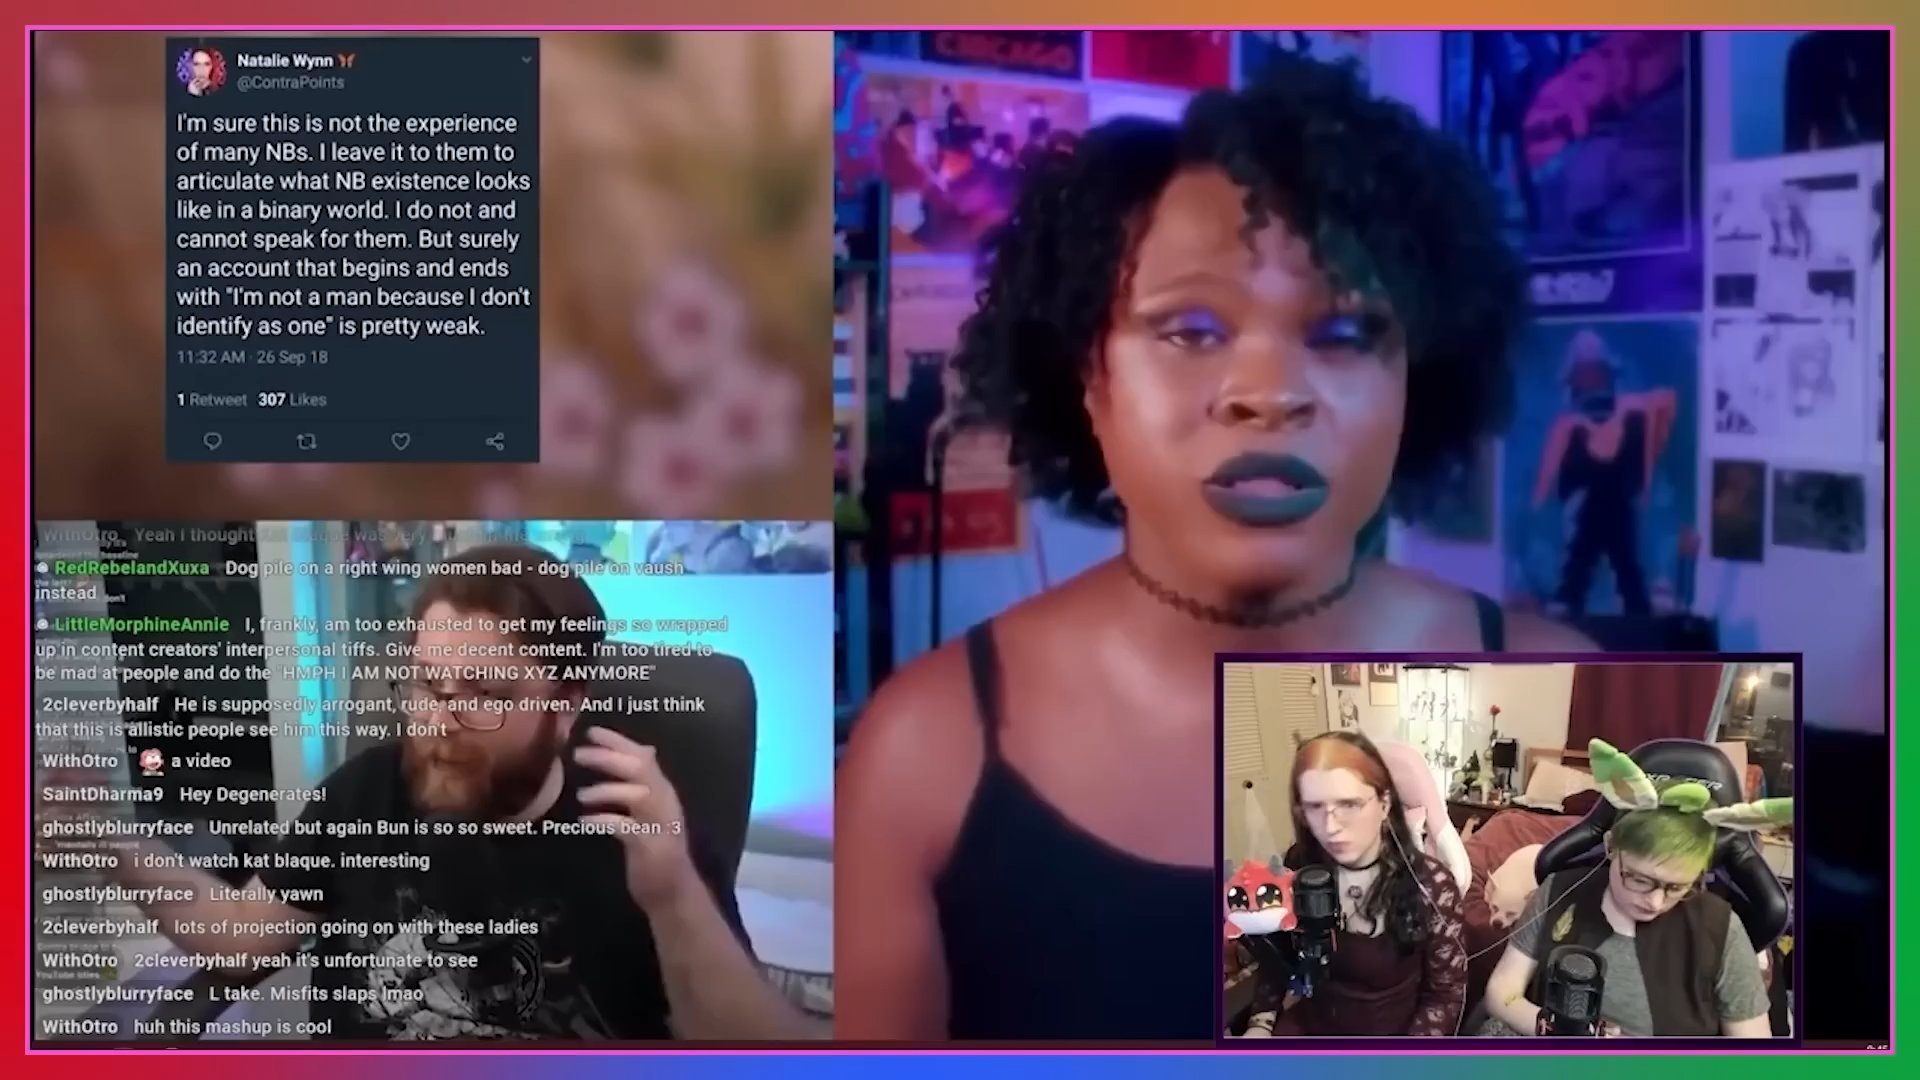 Natalie Wynn
@ContraPoints
I'm sure this is not the experience
of many NBs. I leave it to them to
articulate what NB existence looks
like in a binary world. I do not and
cannot speak for them. But surely
an account that begins and ends
with "I'm not a man because I don't
identify as one" is pretty weak.
11:32 AM · 26 Sep 18
1 Retweet 307 Likes
CHICAGO
WithOtro Yeah I thought was very
RedRebelandXuxa Dog pile on a right wing women bad - dog pile on vaush
instead
LittleMorphineAnnie I, frankly, am too exhausted to get my feelings so wrapped
up in content creators' interpersonal tiffs. Give me decent content. I'm too tired to
be mad at people and do the "HMPH I AM NOT WATCHING XYZ ANYMORE"
2cleverbyhalf He is supposedly arrogant, rude, and ego driven. And I just think
that this is allistic people see him this way. I don't
WithOtro a video
SaintDharma9 Hey Degenerates!
ghostlyblurryface Unrelated but again Bun is so so sweet. Precious bean :3
WithOtro i don't watch kat blaque. interesting
ghostlyblurryface Literally yawn
2cleverbyhalf lots of projection going on with these ladies
WithOtro 2cleverbyhalf yeah it's unfortunate to see
ghostlyblurryface L take. Misfits slaps lmao
WithOtro huh this mashup is cool